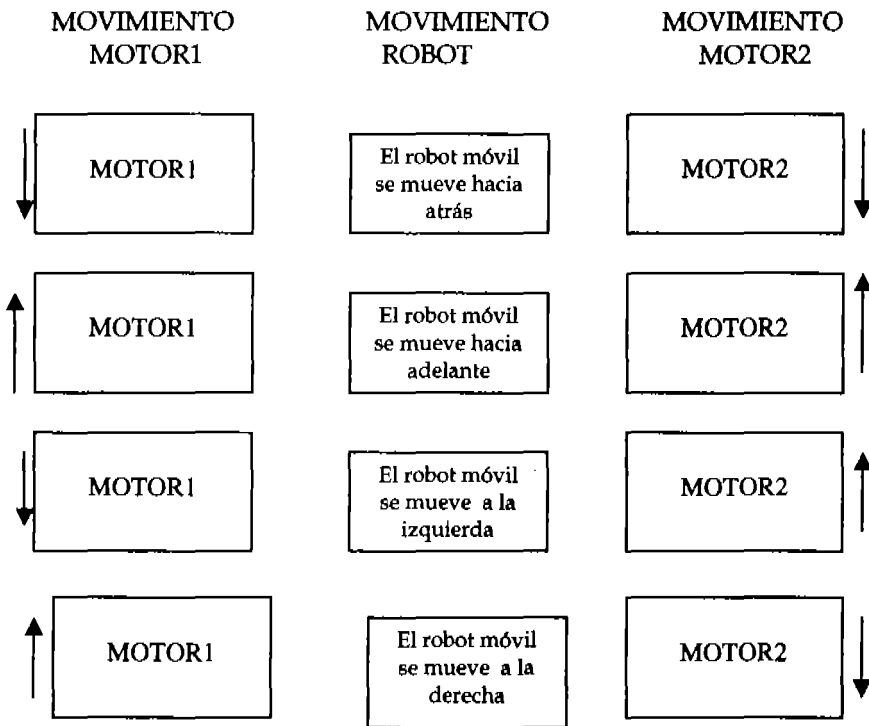 MOVIMIENTO
MOTOR1
MOVIMIENTO
ROBOT
MOVIMIENTO
MOTOR2
MOTOR1
El robot móvil
se mueve hacia
atrás
MOTOR2
MOTOR1
El robot móvil
se mueve hacia
adelante
MOTOR2
MOTOR1
El robot móvil
se mueve a la
izquierda
MOTOR2
MOTOR1
El robot móvil
se mueve a la
derecha
MOTOR2